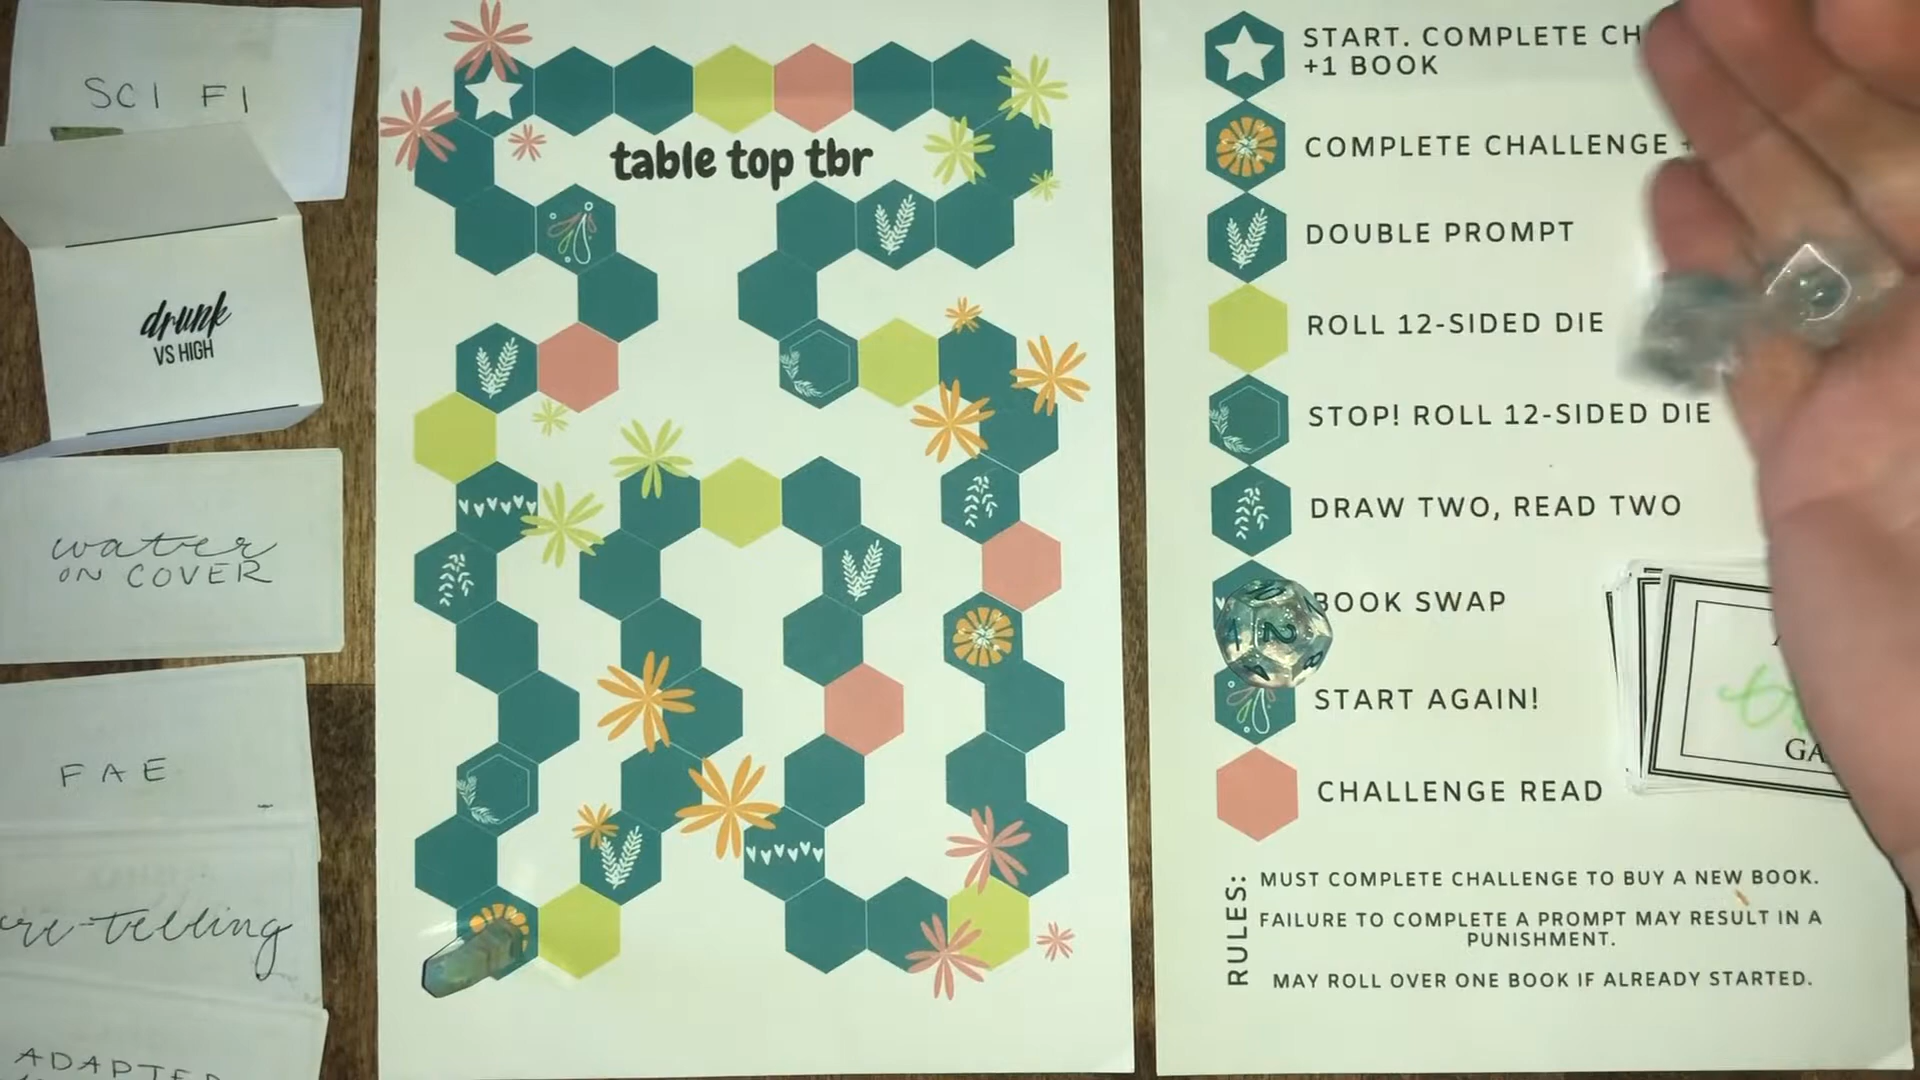 SCI FI
drunk
VS HIGH
water
ON COVER
FAE
re-telling
ADAPTED
table top tbr
START. COMPLETE CH
+1 BOOK
COMPLETE CHALLENGE
DOUBLE PROMPT
ROLL 12-SIDED DIE
STOP! ROLL 12-SIDED DIE
DRAW TWO, READ TWO
BOOK SWAP
START AGAIN!
CHALLENGE READ
RULES:
MUST COMPLETE CHALLENGE TO BUY A NEW BOOK.
FAILURE TO COMPLETE A PROMPT MAY RESULT IN A
PUNISHMENT.
MAY ROLL OVER ONE BOOK IF ALREADY STARTED.
2
GA